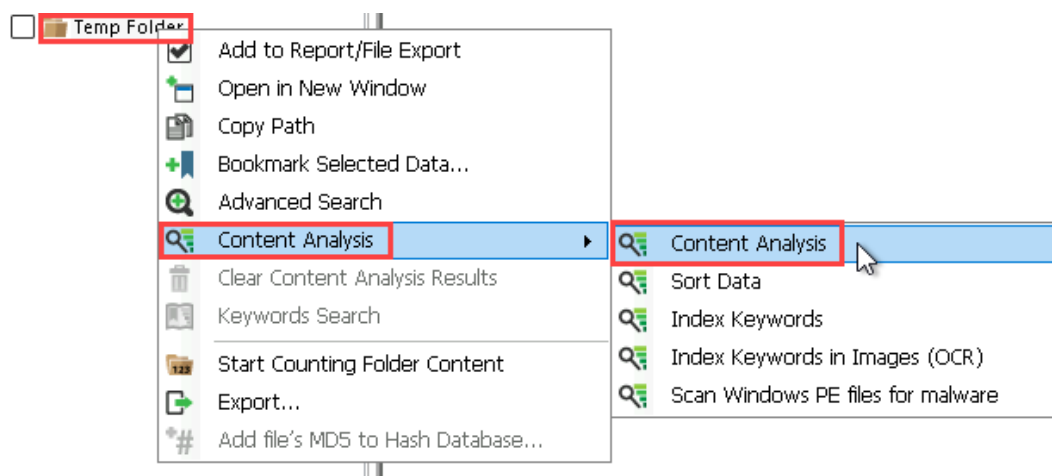 Temp Folder
Add to Report/File Export
Open in New Window
Copy Path
Bookmark Selected Data...
Advanced Search
Content Analysis
Clear Content Analysis Results
Keywords Search
123
Start Counting Folder Content
Export...
Add file's MD5 to Hash Database...
Content Analysis
Sort Data
Index Keywords
Index Keywords in Images (OCR)
Scan Windows PE files for malware